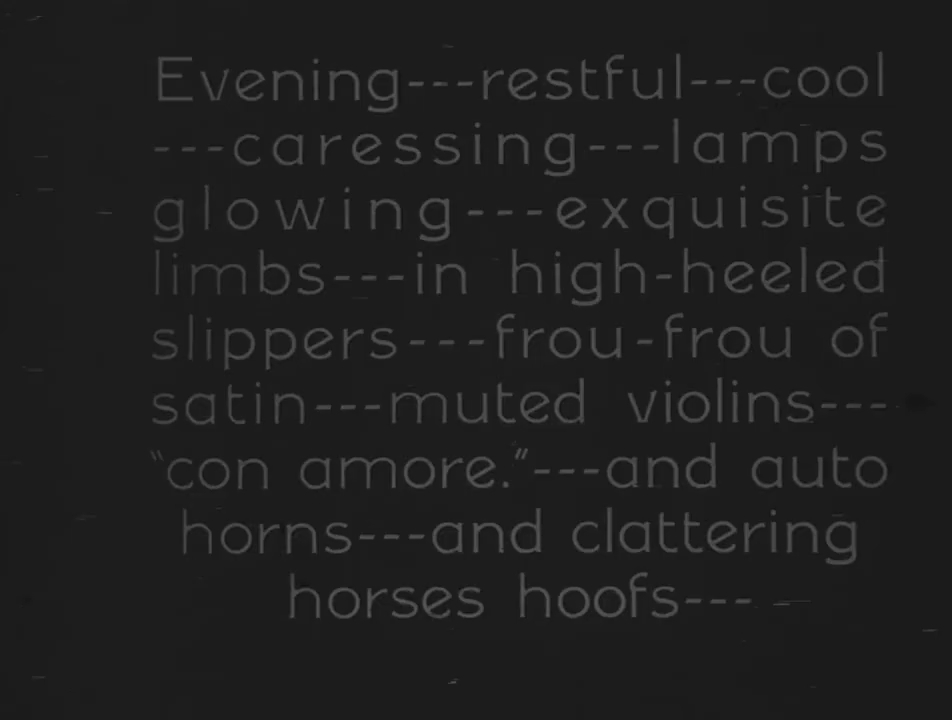 Evening---restful---cool
---caressing---lamps
glowing---exquisite
limbs---in high-heeled
slippers---frou-frou of
satin---muted violins---
"con amore."---and auto
horns---and clattering
horses hoofs---